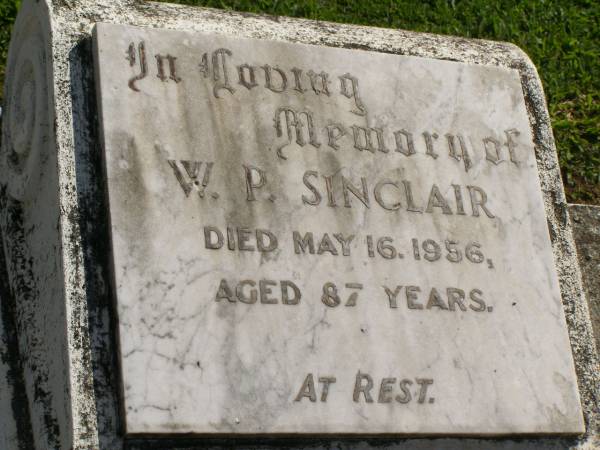 In Loving
Memory of
W. P. SINCLAIR
DIED MAY 16. 1956,
AGED 87 YEARS.
AT REST.